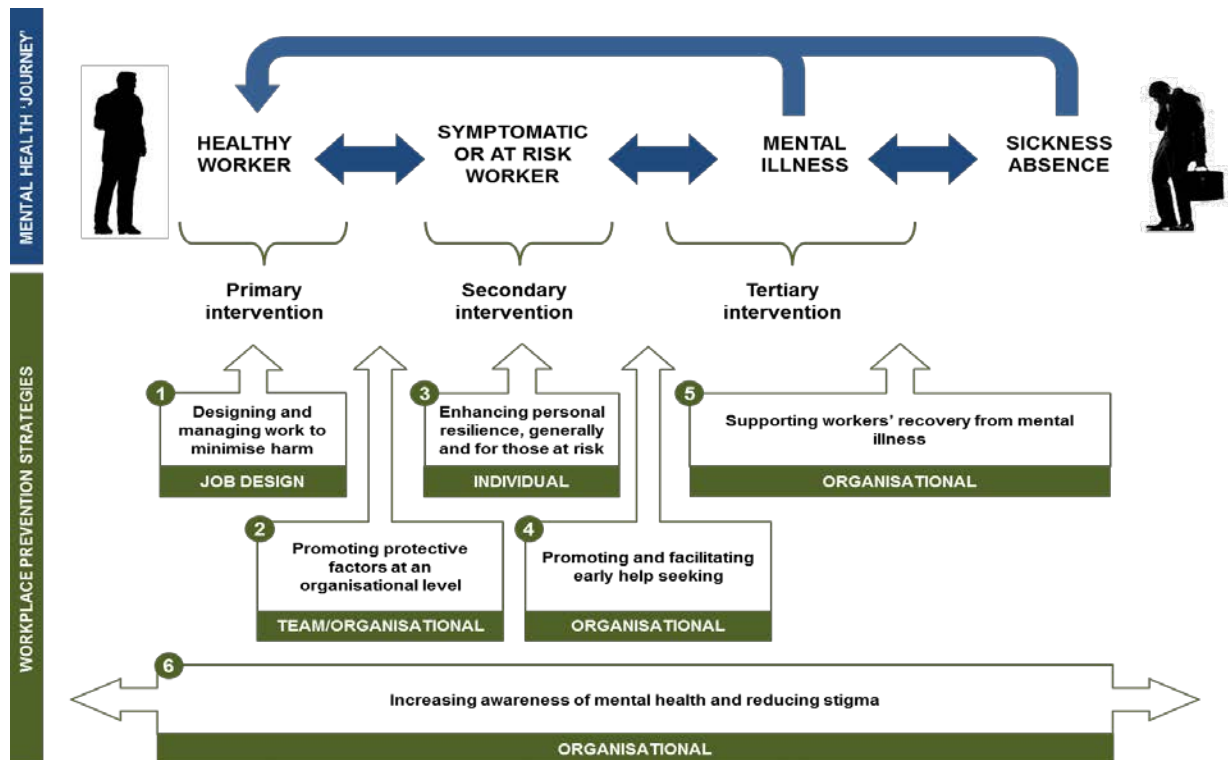 MENTAL HEALTH ‘JOURNEY’
HEALTHY
WORKER
SYMPTOMATIC
OR AT RISK
WORKER
MENTAL
ILLNESS
SICKNESS
ABSENCE
Primary
intervention
Secondary
intervention
Tertiary
intervention
WORKPLACE PREVENTION STRATEGIES
1
Designing and
managing work to
minimise harm
JOB DESIGN
3
Enhancing personal
resilience, generally
and for those at risk
INDIVIDUAL
5
Supporting workers’ recovery from mental
illness
ORGANISATIONAL
2
Promoting protective
factors at an
organisational level
TEAM/ORGANISATIONAL
4
Promoting and facilitating
early help seeking
ORGANISATIONAL
6
Increasing awareness of mental health and reducing stigma
ORGANISATIONAL